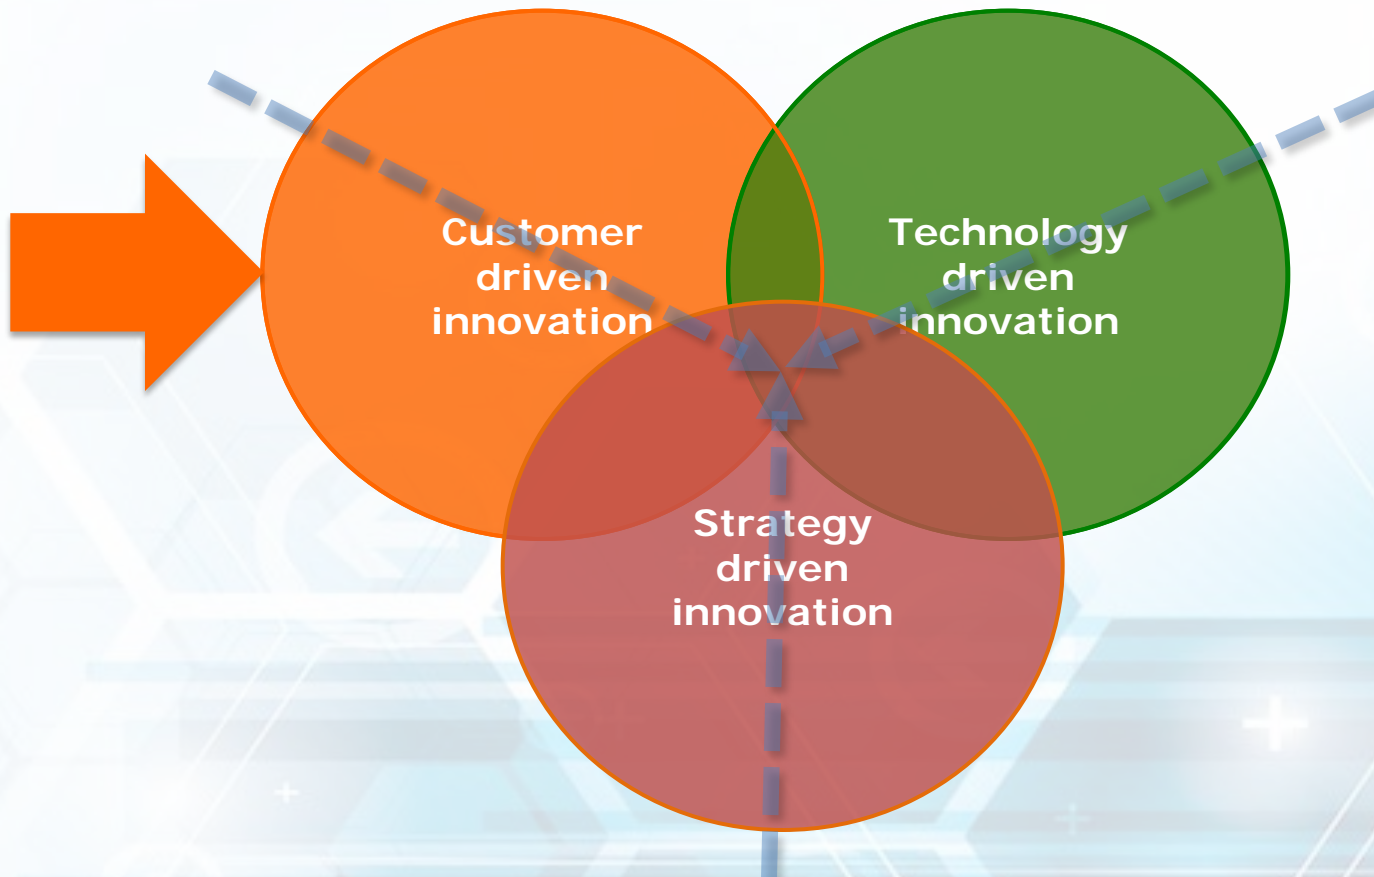 Customer
driven
innovation
Technology
driven
innovation
Strategy
driven
innovation